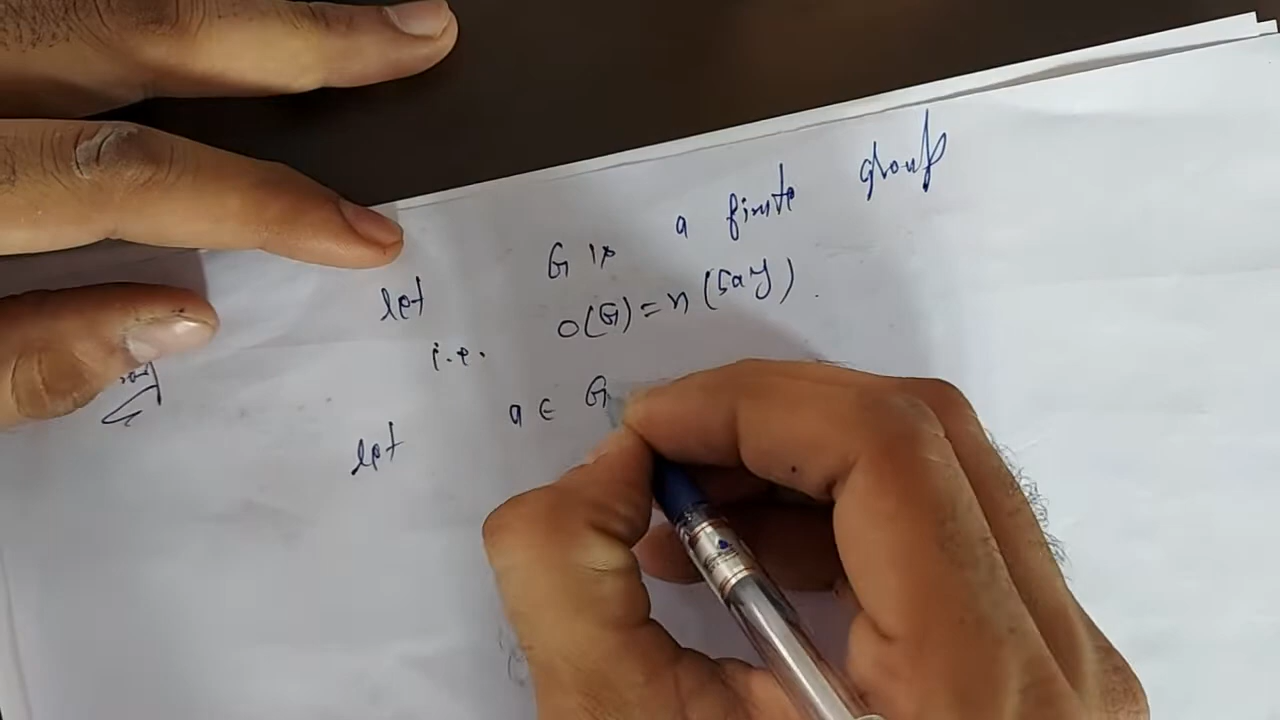 let G is a finite group
i.e. o(G) = n (say).
let a ∈ G